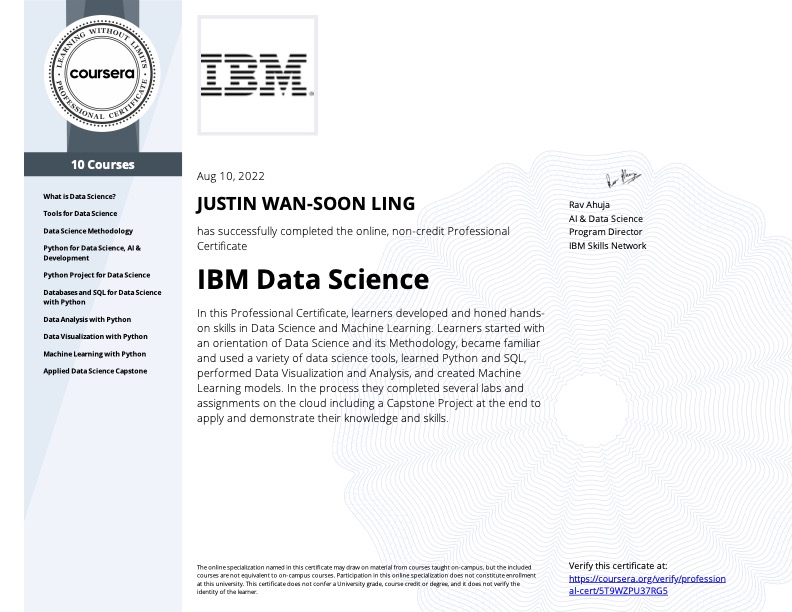 LEARNING WITHOUT LIMITS
coursera
PROFESSIONAL CERTIFICATE
10 Courses
What is Data Science?
Tools for Data Science
Data Science Methodology
Python for Data Science, AI &
Development
Python Project for Data Science
Databases and SQL for Data Science
with Python
Data Analysis with Python
Data Visualization with Python
Machine Learning with Python
Applied Data Science Capstone
IBM®
Aug 10, 2022
JUSTIN WAN-SOON LING
has successfully completed the online, non-credit Professional
Certificate
IBM Data Science
In this Professional Certificate, learners developed and honed hands-
on skills in Data Science and Machine Learning. Learners started with
an orientation of Data Science and its Methodology, became familiar
and used a variety of data science tools, learned Python and SQL,
performed Data Visualization and Analysis, and created Machine
Learning models. In the process they completed several labs and
assignments on the cloud including a Capstone Project at the end to
apply and demonstrate their knowledge and skills.
Rav Ahuja
AI & Data Science
Program Director
IBM Skills Network
The online specialization named in this certificate may draw on material from courses taught on-campus, but the included
courses are not equivalent to on-campus courses. Participation in this online specialization does not constitute enrollment
at this university. This certificate does not confer a University grade, course credit or degree, and it does not verify the
identity of the learner.
Verify this certificate at:
https://coursera.org/verify/profession
al-cert/5T9WZPU37RG5